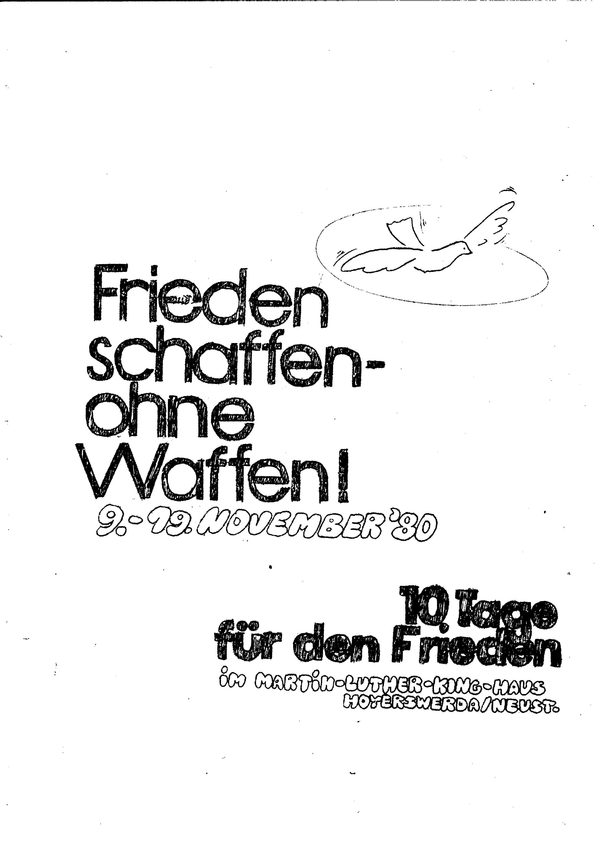 Frieden
schaffen-
ohne
Waffen!
9.-19. NOVEMBER '80
10. Tage
für den Frieden
iM MARTiN-LUTHER-KiNG-HAUS
HOYERSWERDA/NEUST.